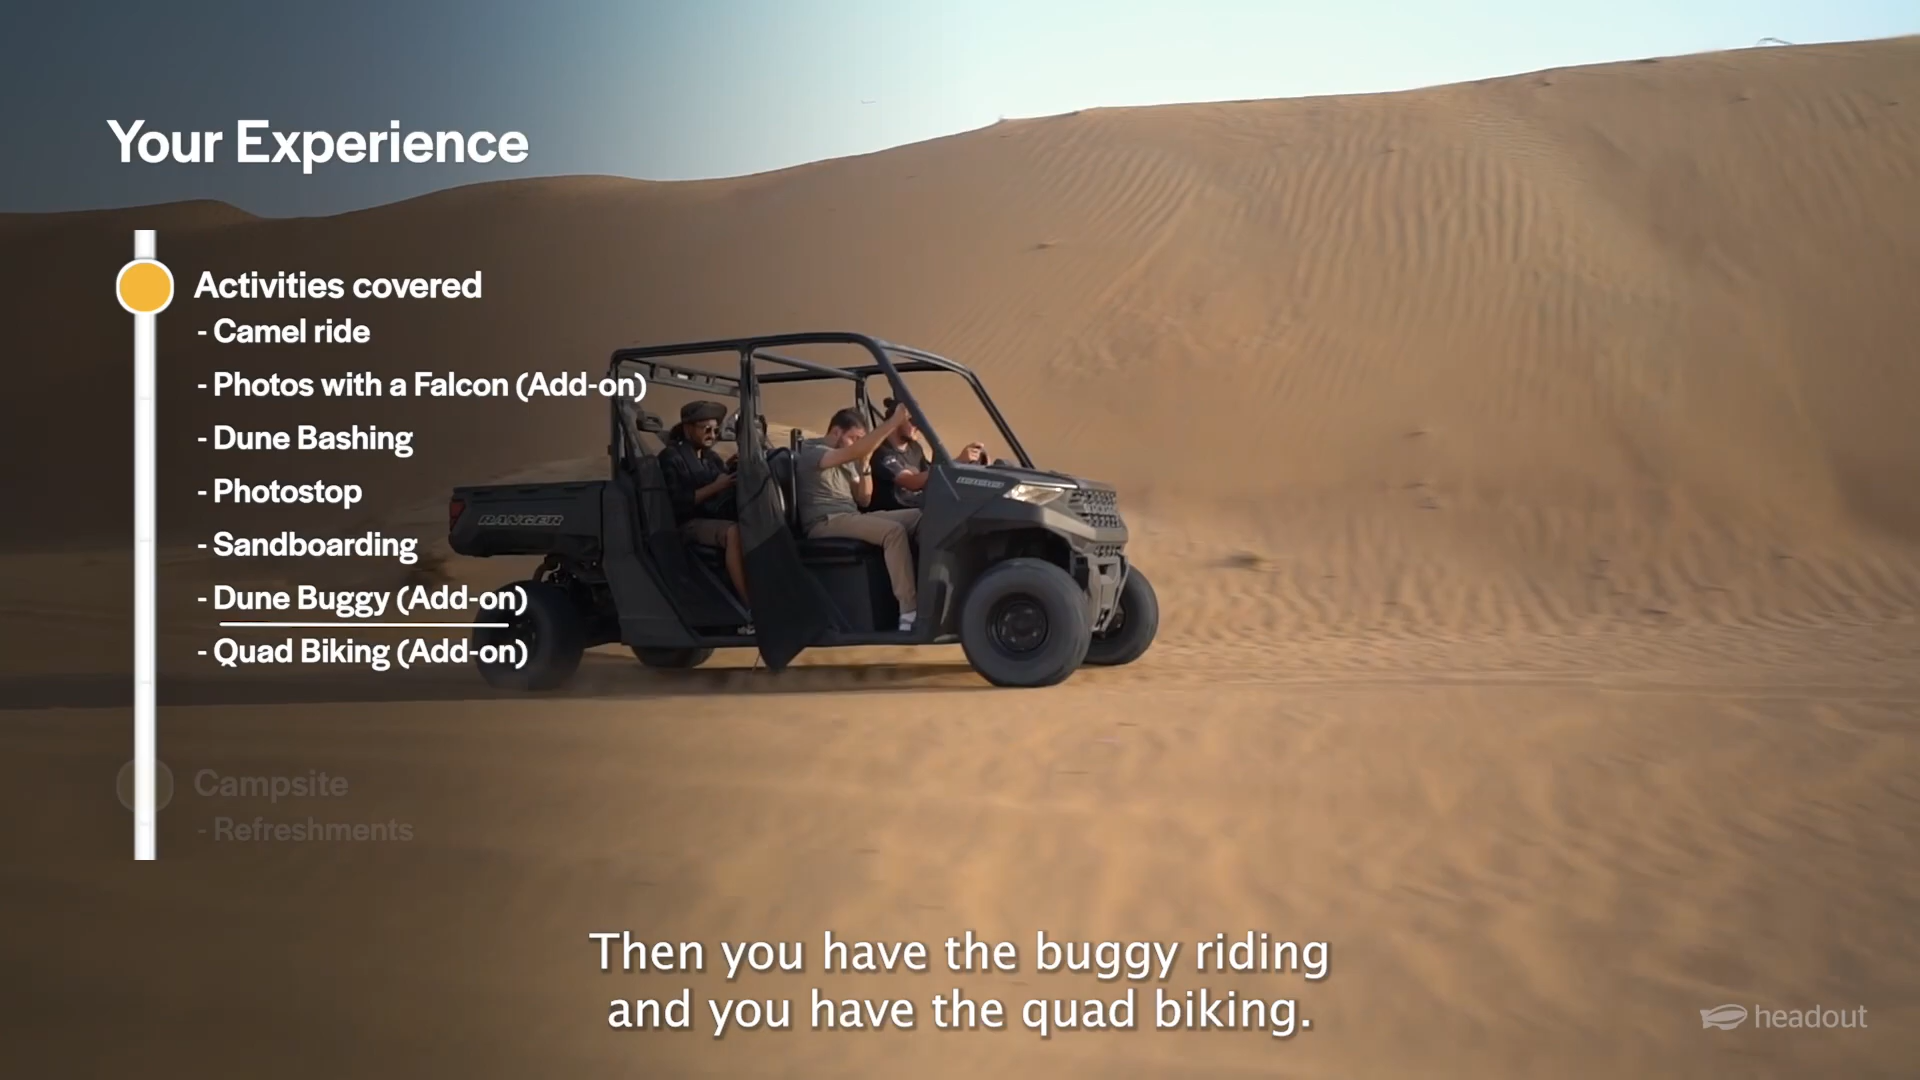 Your Experience
Activities covered
- Camel ride
- Photos with a Falcon (Add-on)
- Dune Bashing
- Photostop
- Sandboarding
- Dune Buggy (Add-on)
- Quad Biking (Add-on)
Campsite
- Refreshments
RANGER
Then you have the buggy riding
and you have the quad biking.
headout